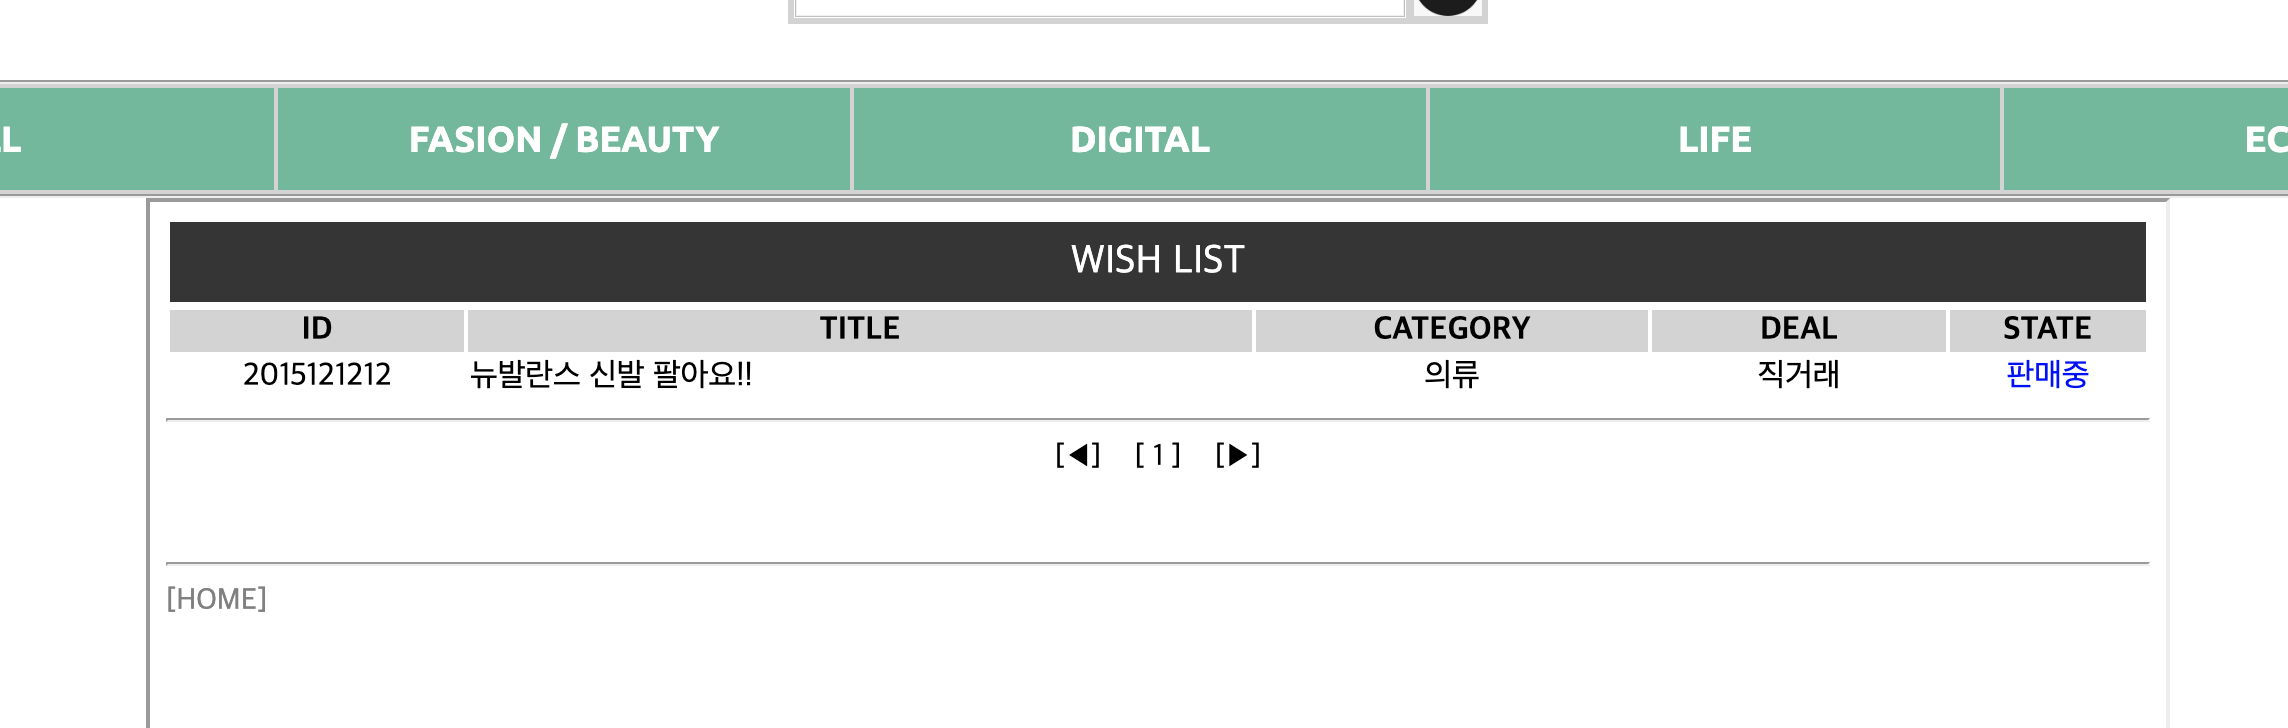 FASION / BEAUTY DIGITAL LIFE
WISH LIST
ID TITLE CATEGORY DEAL STATE
2015121212 뉴발란스 신발 팔아요!! 의류 직거래 판매중
[◀] [ 1 ] [▶]
[HOME]